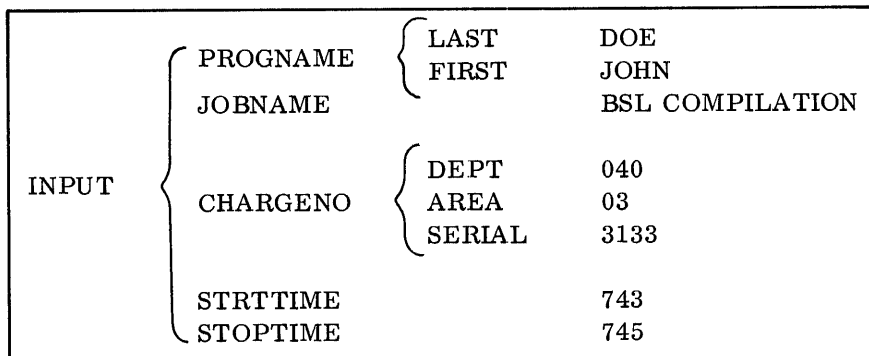 PROGNAME LAST DOE
FIRST JOHN
JOBNAME BSL COMPILATION
INPUT
CHARGENO
DEPT 040
AREA 03
SERIAL 3133
STRTTIME 743
STOPTIME 745